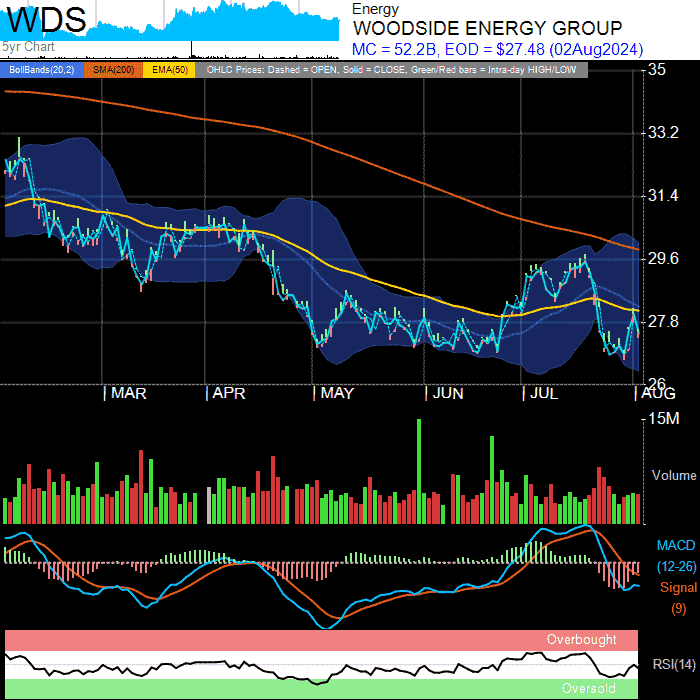 WDS
5yr Chart
Energy
WOODSIDE ENERGY GROUP
MC = 52.2B, EOD = $27.48 (02Aug2024)
BollBands(20,2) SMA(200) EMA(50) OHLC Prices: Dashed = OPEN, Solid = CLOSE, Green/Red bars = Intra-day HIGH/LOW
35
33.2
31.4
29.6
27.8
26
MAR APR MAY JUN JUL AUG
15M
Volume
MACD
(12-26)
Signal
(9)
Overbought
RSI(14)
Oversold